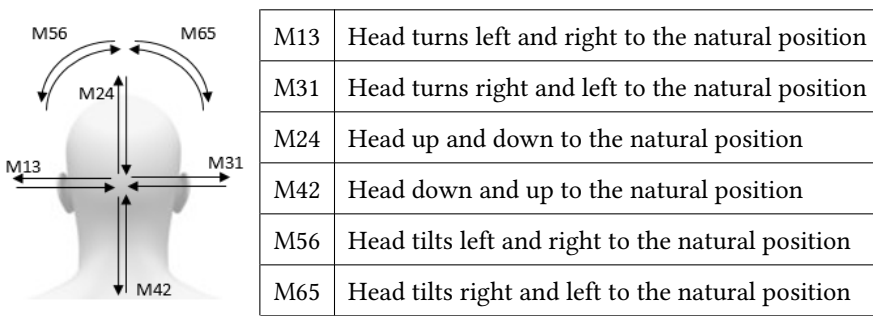 M56
M65
M24
M13
M31
M42
M13 Head turns left and right to the natural position
M31 Head turns right and left to the natural position
M24 Head up and down to the natural position
M42 Head down and up to the natural position
M56 Head tilts left and right to the natural position
M65 Head tilts right and left to the natural position